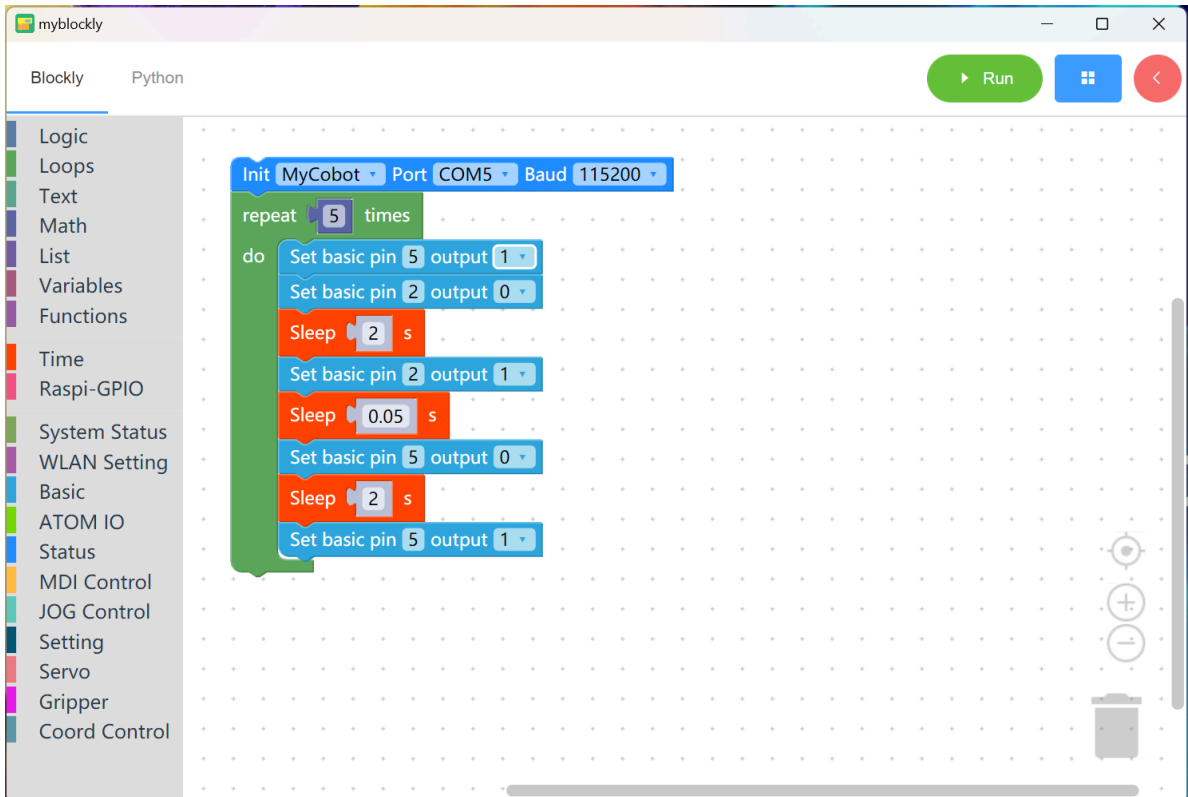 myblockly
Blockly Python Run
Logic
Loops
Text
Math
List
Variables
Functions
Time
Raspi-GPIO
System Status
WLAN Setting
Basic
ATOM IO
Status
MDI Control
JOG Control
Setting
Servo
Gripper
Coord Control
Init MyCobot Port COM5 Baud 115200
repeat 5 times
do Set basic pin 5 output 1
Set basic pin 2 output 0
Sleep 2 s
Set basic pin 2 output 1
Sleep 0.05 s
Set basic pin 5 output 0
Sleep 2 s
Set basic pin 5 output 1